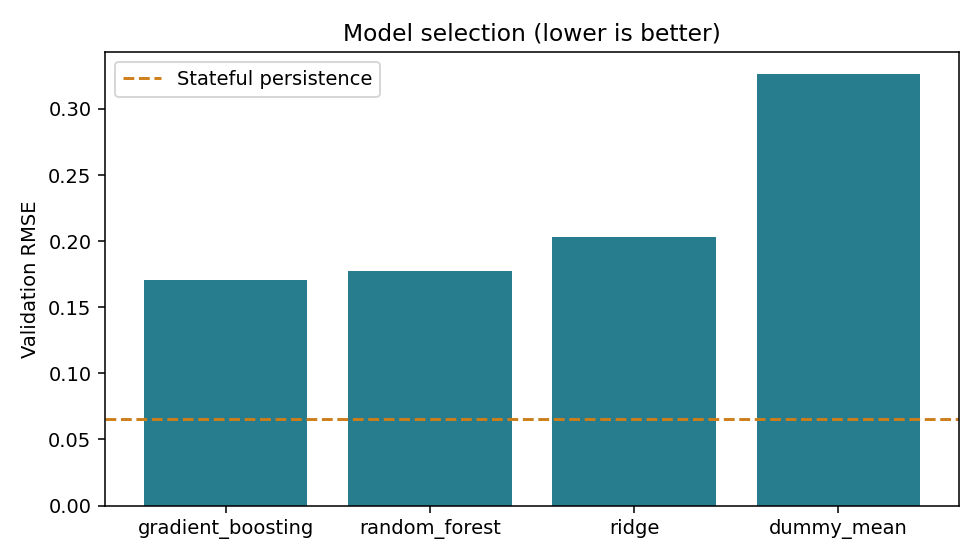 Model selection (lower is better)
Stateful persistence
Validation RMSE
0.30
0.25
0.20
0.15
0.10
0.05
0.00
gradient_boosting random_forest ridge dummy_mean